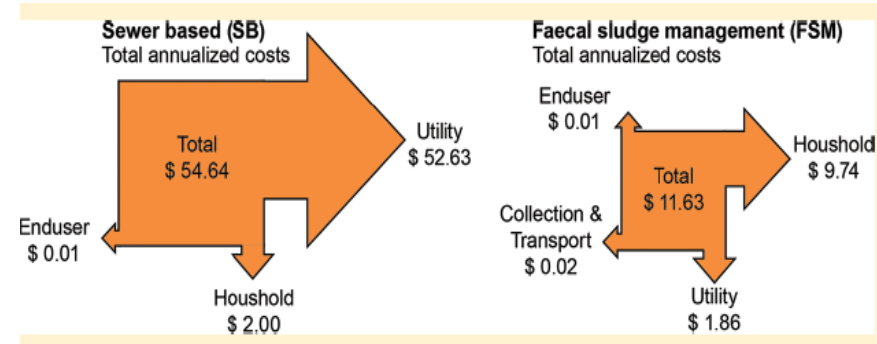 Sewer based (SB)
Total annualized costs
Total
$ 54.64
Utility
$ 52.63
Enduser
$ 0.01
Houshold
$ 2.00
Faecal sludge management (FSM)
Total annualized costs
Enduser
$ 0.01
Houshold
$ 9.74
Total
$ 11.63
Collection &
Transport
$ 0.02
Utility
$ 1.86